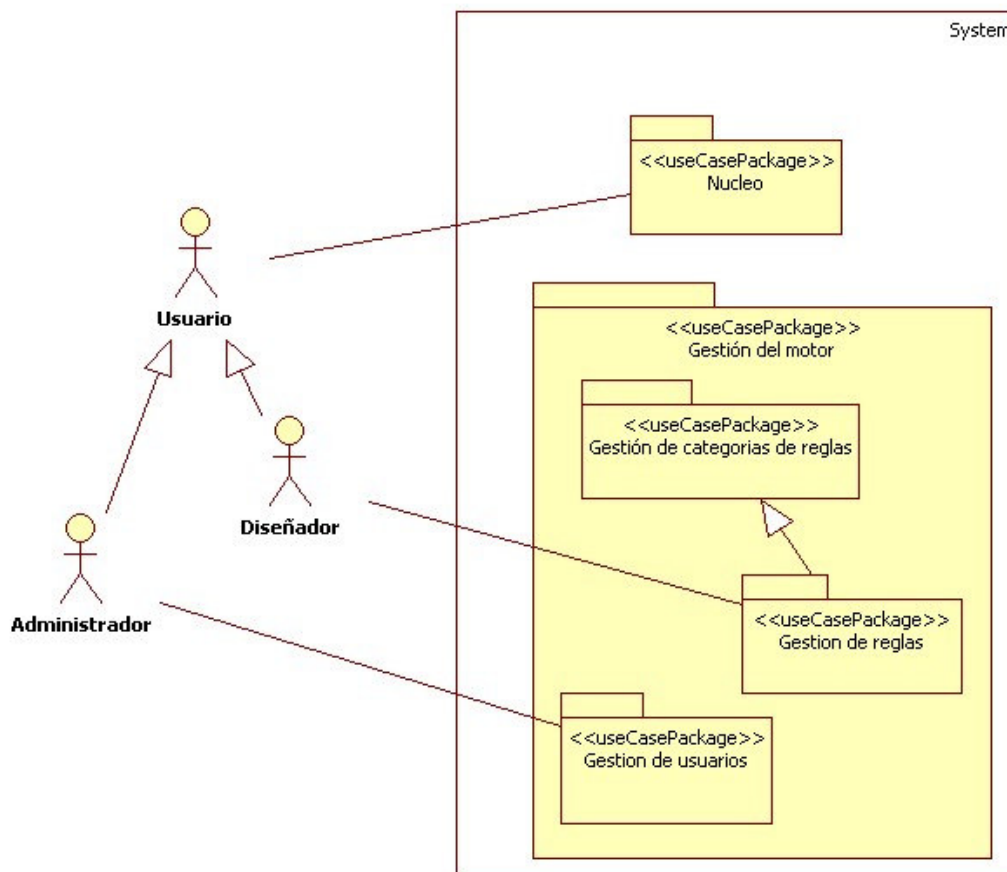 System
<<useCasePackage>>
Nucleo
Usuario
<<useCasePackage>>
Gestión del motor
<<useCasePackage>>
Gestión de categorias de reglas
Diseñador
Administrador
<<useCasePackage>>
Gestion de reglas
<<useCasePackage>>
Gestion de usuarios